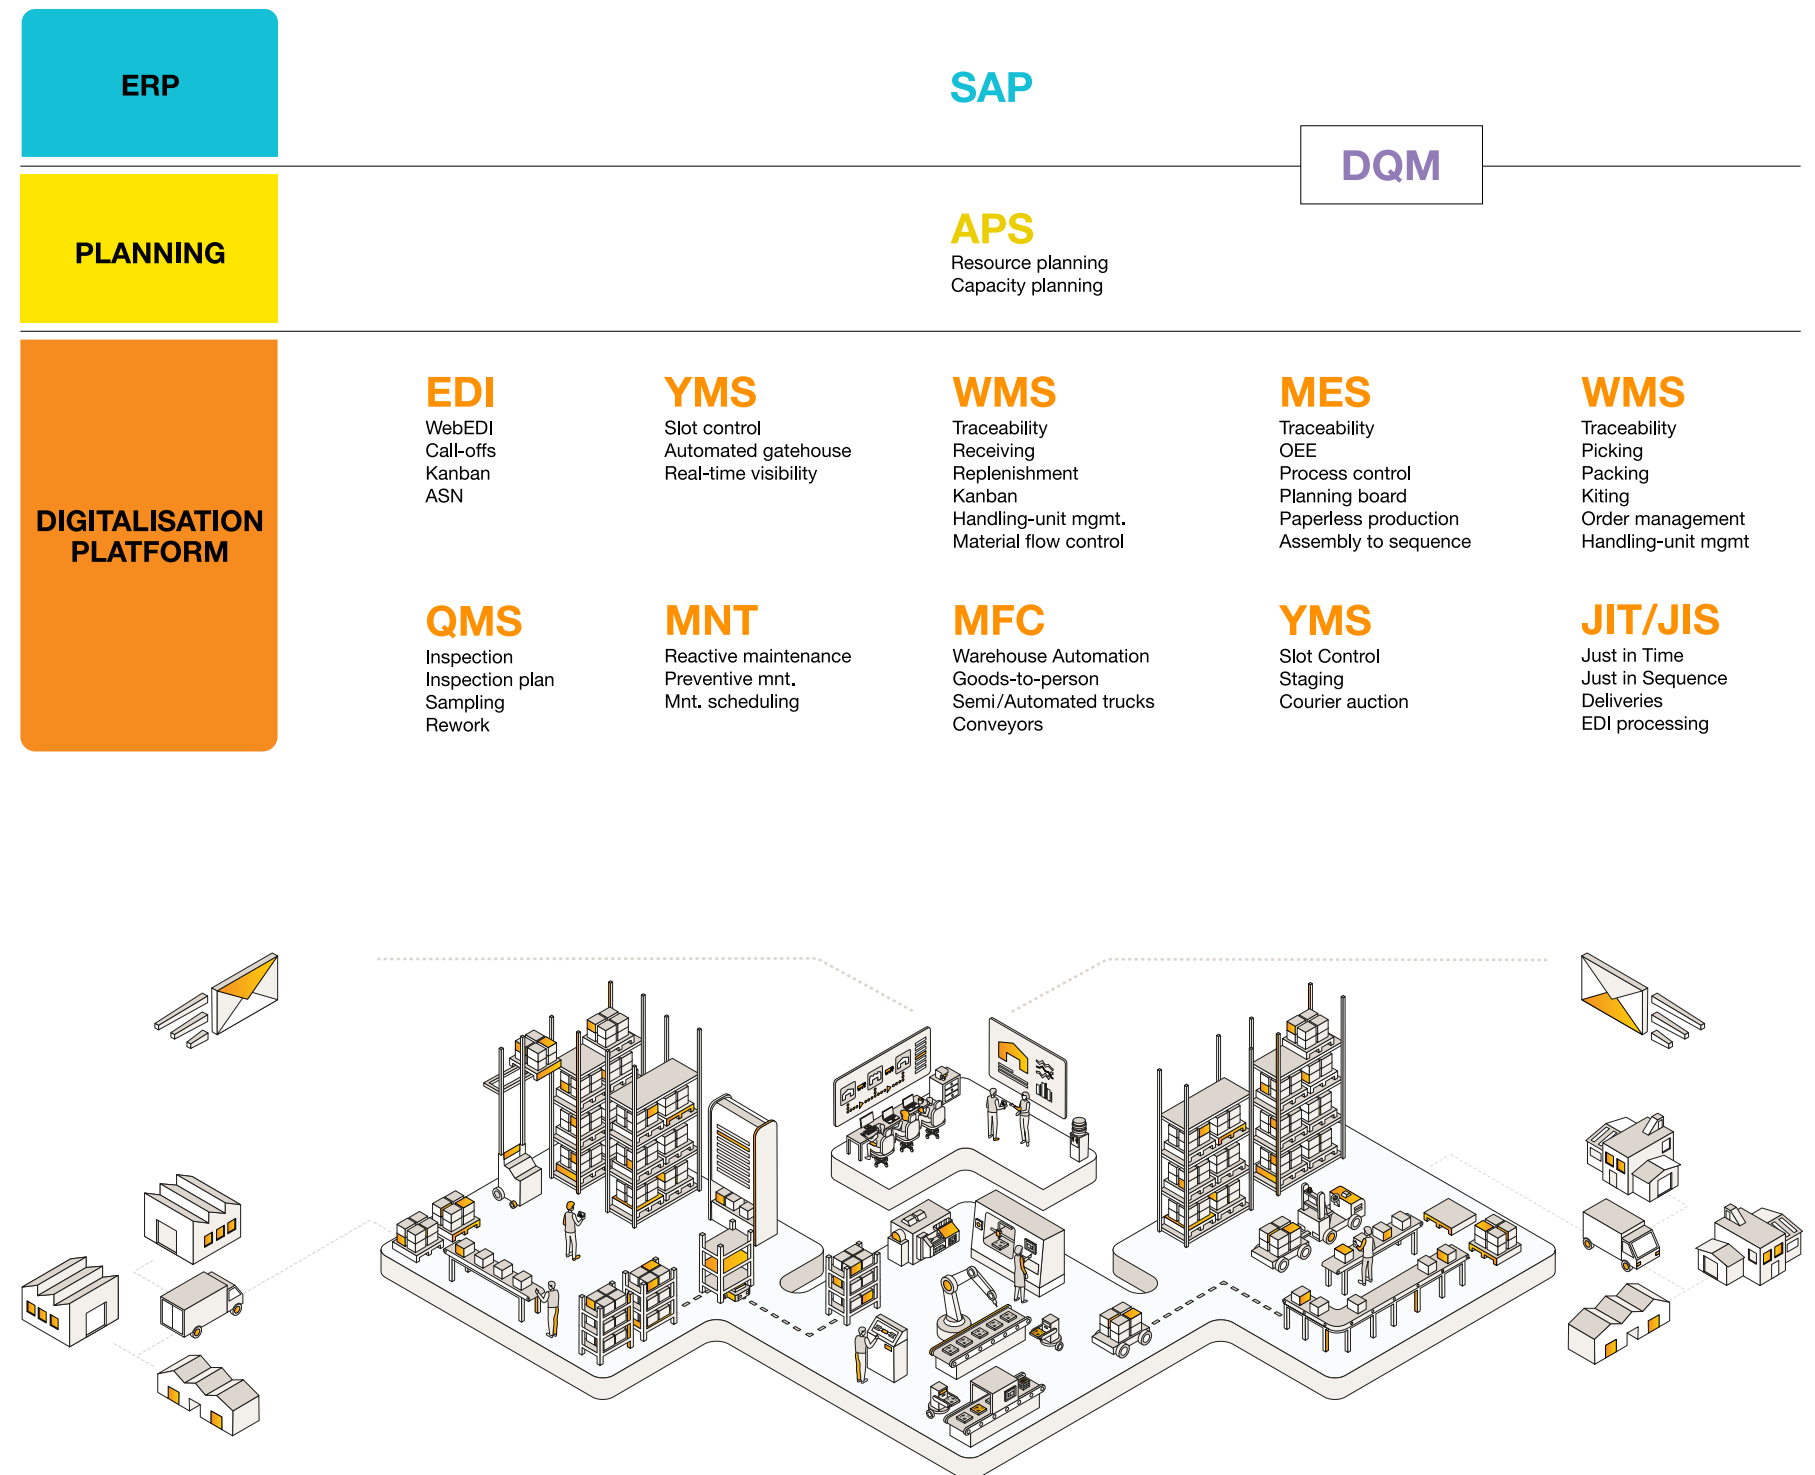 ERP
SAP
DQM
PLANNING
APS
Resource planning
Capacity planning
DIGITALISATION
PLATFORM
EDI
WebEDI
Call-offs
Kanban
ASN
YMS
Slot control
Automated gatehouse
Real-time visibility
WMS
Traceability
Receiving
Replenishment
Kanban
Handling-unit mgmt.
Material flow control
MES
Traceability
OEE
Process control
Planning board
Paperless production
Assembly to sequence
WMS
Traceability
Picking
Packing
Kiting
Order management
Handling-unit mgmt
QMS
Inspection
Inspection plan
Sampling
Rework
MNT
Reactive maintenance
Preventive mnt.
Mnt. scheduling
MFC
Warehouse Automation
Goods-to-person
Semi/Automated trucks
Conveyors
YMS
Slot Control
Staging
Courier auction
JIT/JIS
Just in Time
Just in Sequence
Deliveries
EDI processing